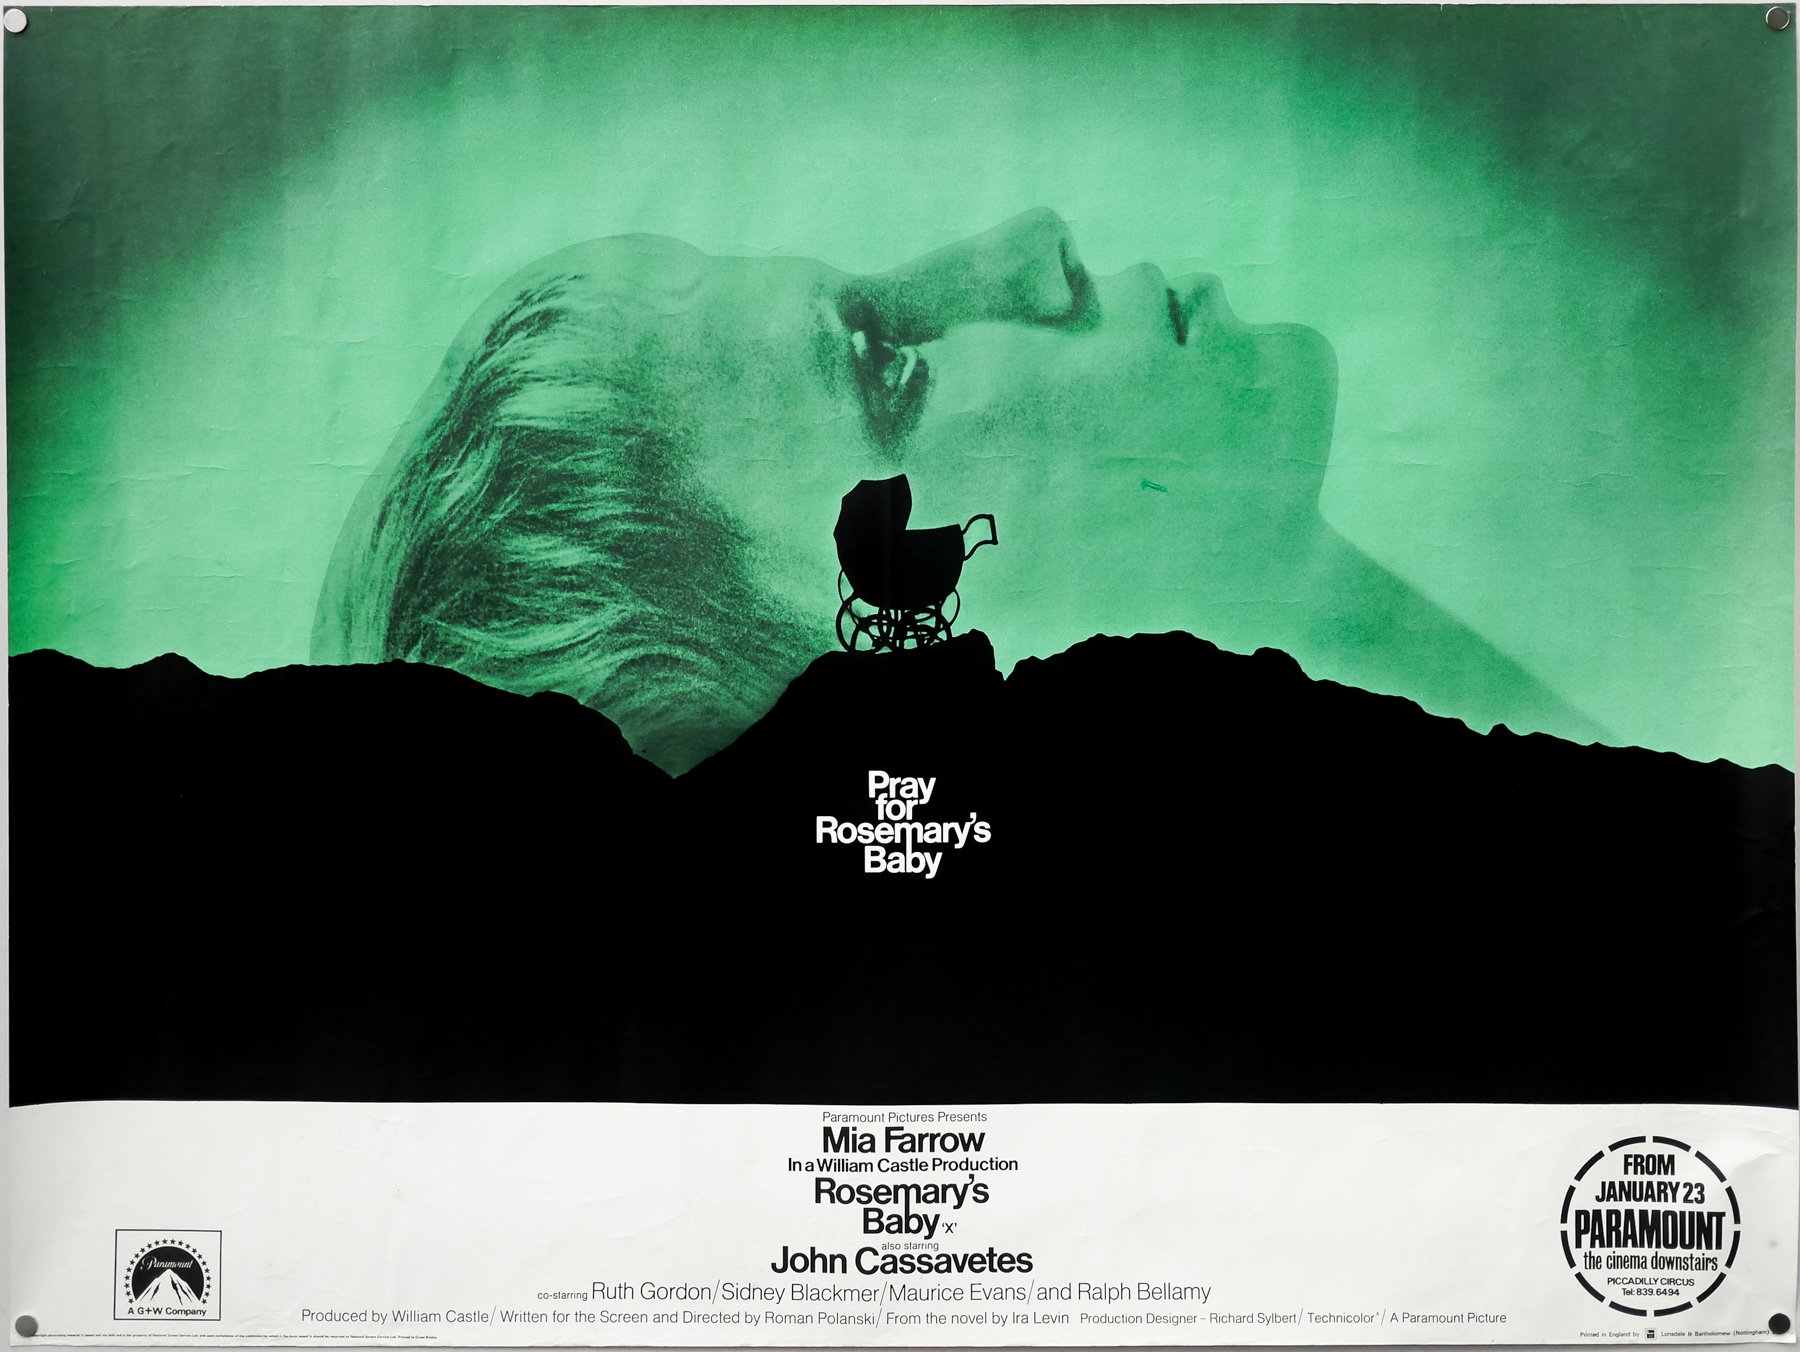 Pray
for
Rosemary's
Baby
Paramount Pictures Presents
Mia Farrow
In a William Castle Production
Rosemary's
Baby 'X'
also starring
John Cassavetes
co-starring Ruth Gordon/Sidney Blackmer/Maurice Evans/and Ralph Bellamy
Produced by William Castle/Written for the Screen and Directed by Roman Polanski/From the novel by Ira Levin Production Designer – Richard Sylbert/Technicolor/A Paramount Picture
Paramount
A G+W Company
FROM
JANUARY 23
PARAMOUNT
the cinema downstairs
PICCADILLY CIRCUS
Tel: 839.6494
Printed in England by Lonsdale & Bartholomew (Nottingham)